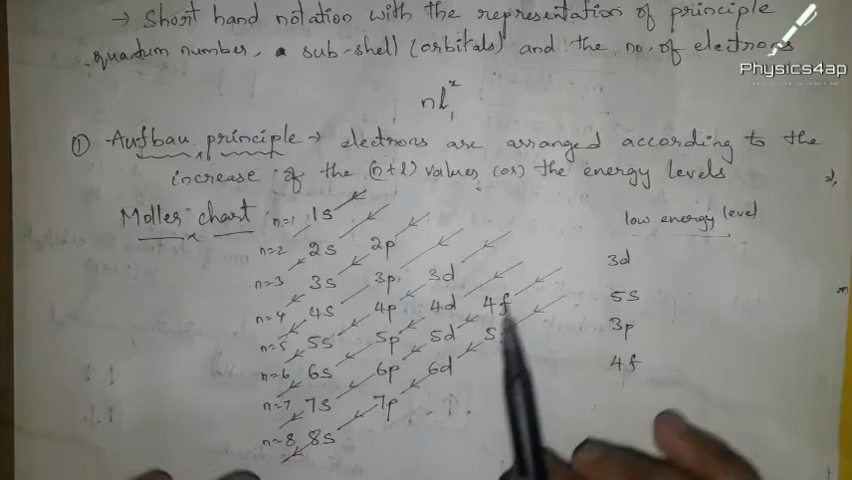 → Short hand notation with the representation of principle
quantum number, sub-shell (orbitals) and the no. of electrons
Physics4ap
nlˣ
① Aufbau principle → electrons are arranged according to the
increase of the (n+l) values (or) the energy levels
Moller chart
n=1 1s
low energy level
n=2 2s 2p
n=3 3s 3p 3d
3d
n=4 4s 4p 4d 4f
5s
n=5 5s 5p 5d 5
3p
n=6 6s 6p 6d
4f
n=7 7s 7p
n=8 8s